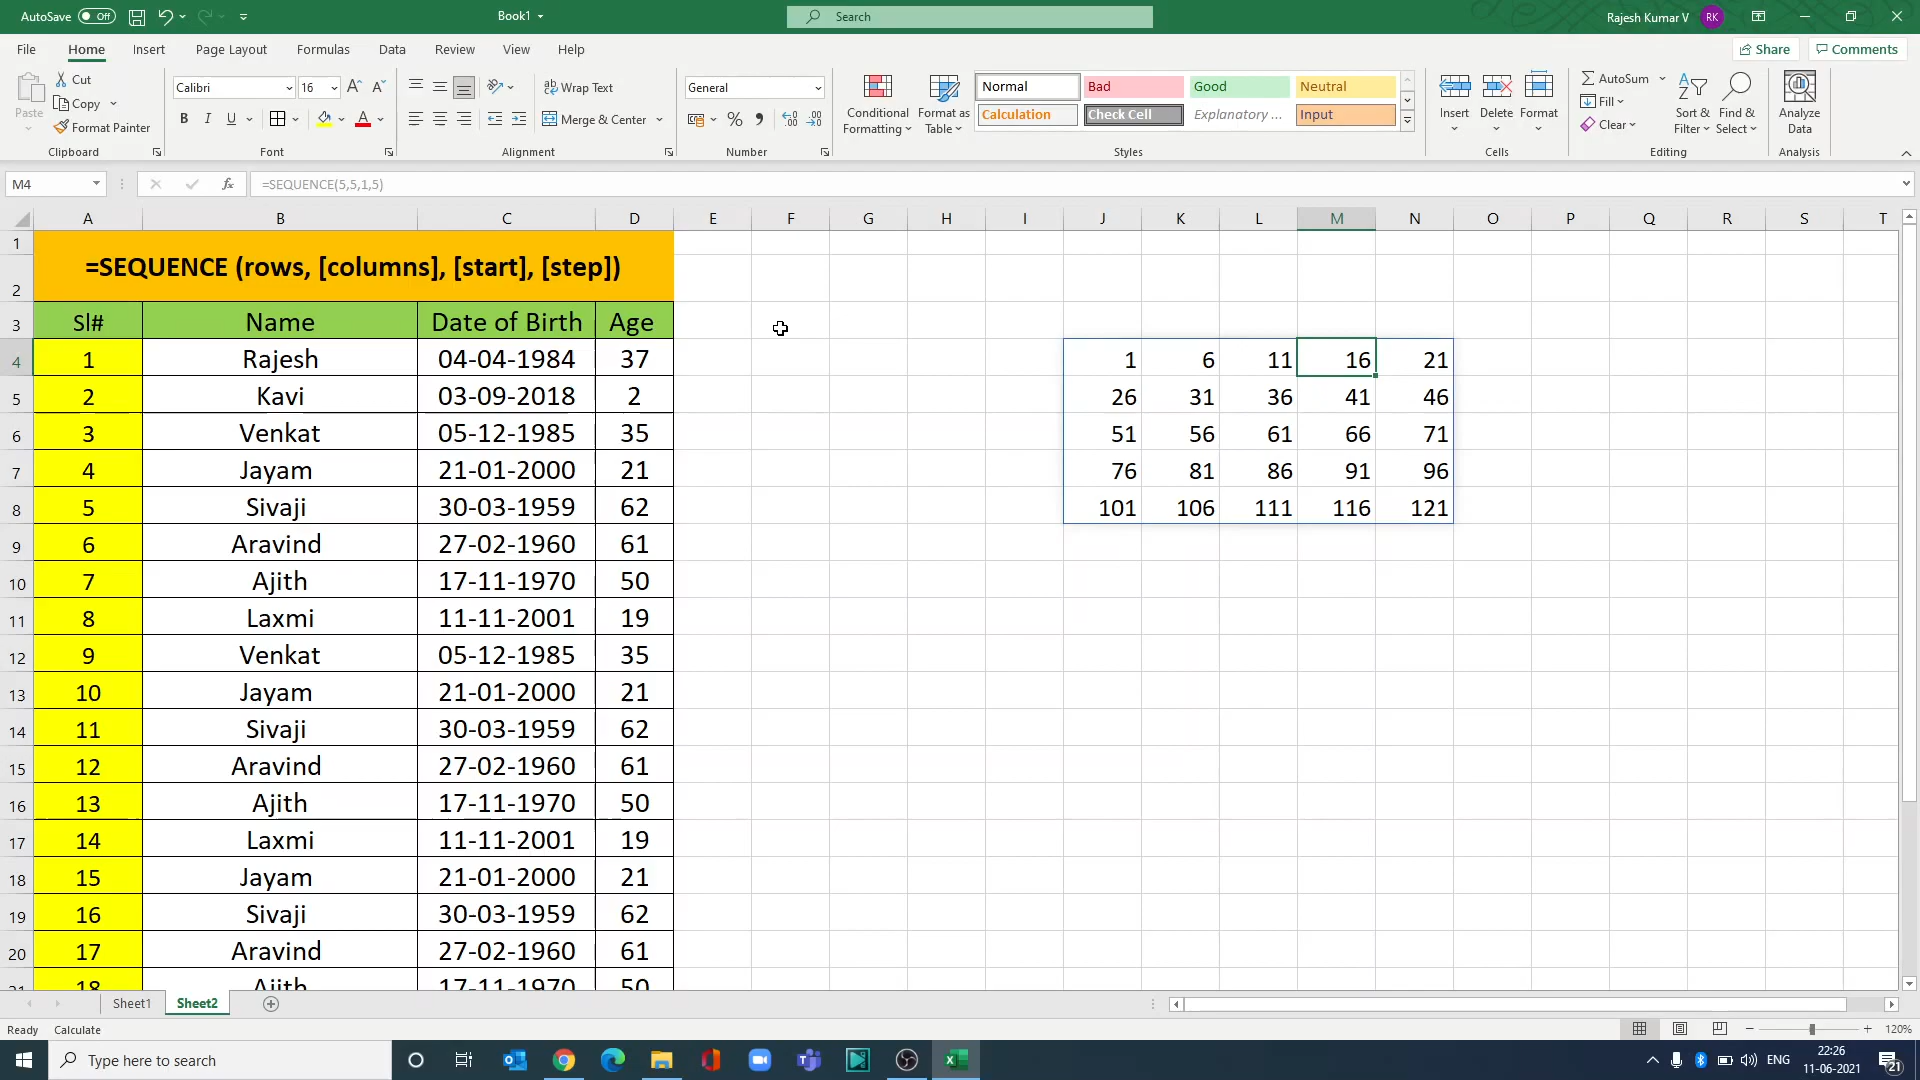 AutoSave Off
Book1
Search
Rajesh Kumar V RK
File Home Insert Page Layout Formulas Data Review View Help
Share Comments
Paste
Cut
Copy
Format Painter
Clipboard
Calibri 16
B I U
Font
Wrap Text
Merge & Center
Alignment
General
Number
Conditional Formatting
Format as Table
Normal Bad Good Neutral
Calculation Check Cell Explanatory ... Input
Styles
Insert Delete Format
Cells
AutoSum
Fill
Clear
Sort & Filter
Find & Select
Editing
Analyze Data
Analysis
M4 fx =SEQUENCE(5,5,1,5)
A B C D E F G H I J K L M N O P Q R S T
1
2 =SEQUENCE (rows, [columns], [start], [step])
3 Sl# Name Date of Birth Age
4 1 Rajesh 04-04-1984 37 1 6 11 16 21
5 2 Kavi 03-09-2018 2 26 31 36 41 46
6 3 Venkat 05-12-1985 35 51 56 61 66 71
7 4 Jayam 21-01-2000 21 76 81 86 91 96
8 5 Sivaji 30-03-1959 62 101 106 111 116 121
9 6 Aravind 27-02-1960 61
10 7 Ajith 17-11-1970 50
11 8 Laxmi 11-11-2001 19
12 9 Venkat 05-12-1985 35
13 10 Jayam 21-01-2000 21
14 11 Sivaji 30-03-1959 62
15 12 Aravind 27-02-1960 61
16 13 Ajith 17-11-1970 50
17 14 Laxmi 11-11-2001 19
18 15 Jayam 21-01-2000 21
19 16 Sivaji 30-03-1959 62
20 17 Aravind 27-02-1960 61
21 18 Ajith 17-11-1970 50
Sheet1 Sheet2
Ready Calculate
120%
Type here to search
ENG
22:26
11-06-2021
21